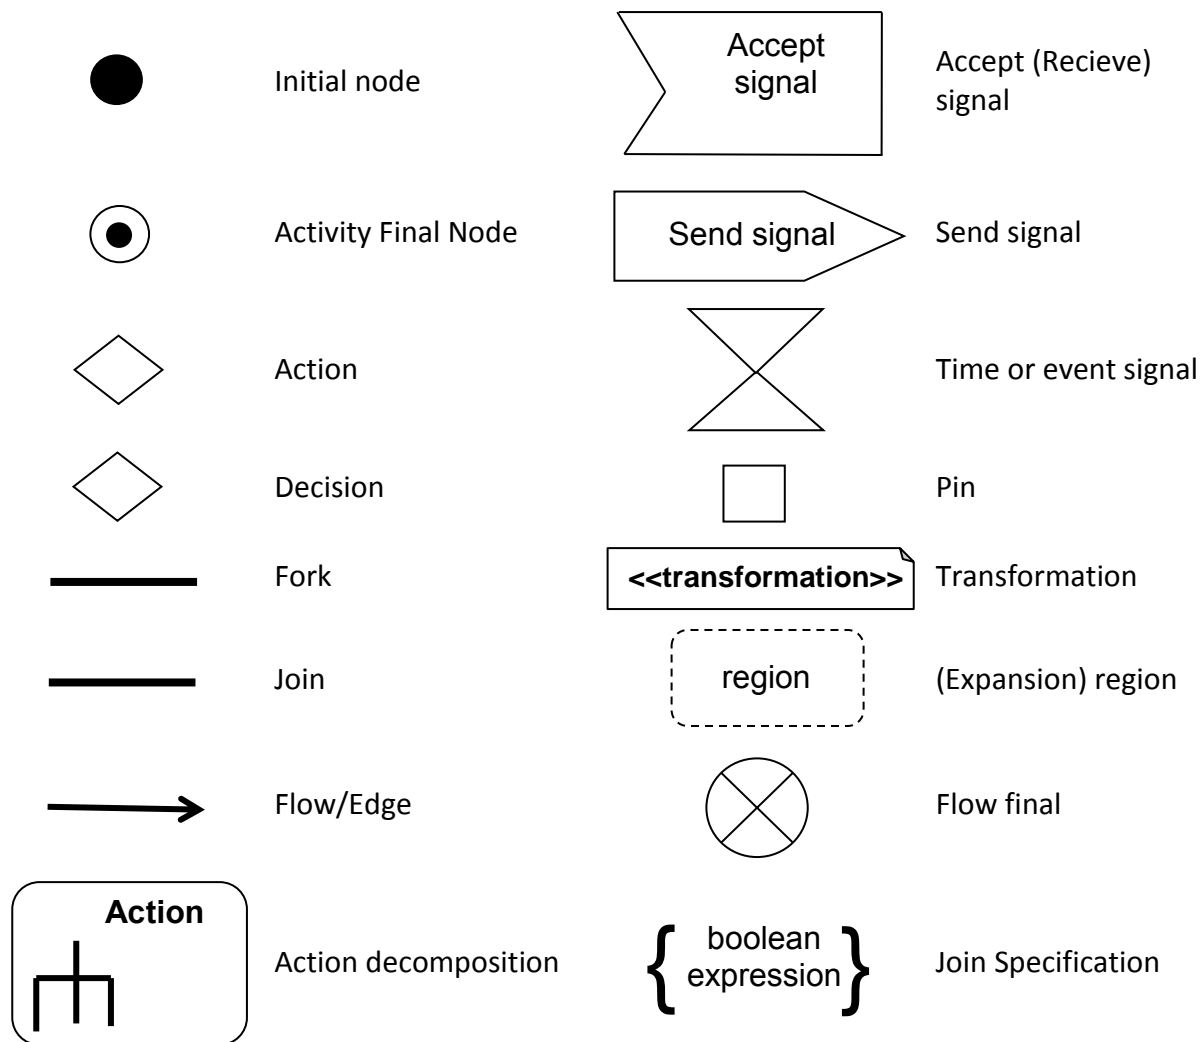 Initial node
Accept
signal
Accept (Recieve)
signal
Activity Final Node
Send signal
Send signal
Action
Time or event signal
Decision
Pin
Fork
<<transformation>>
Transformation
Join
region
(Expansion) region
Flow/Edge
Flow final
Action
Action decomposition
{ boolean
expression }
Join Specification